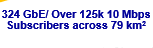 324 GbE/ Over 125k 10 Mbps
Subscribers across 79 km²